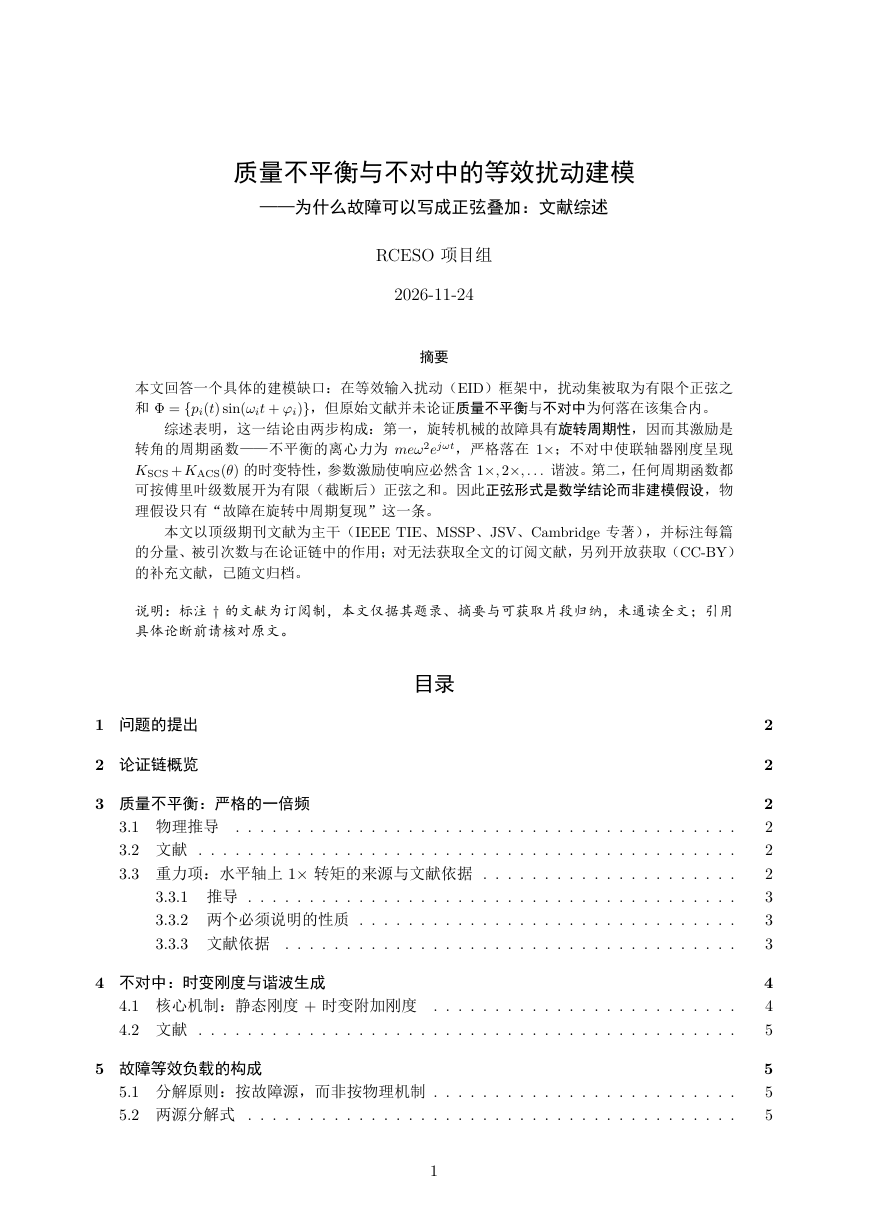 质量不平衡与不对中的等效扰动建模
——为什么故障可以写成正弦叠加：文献综述
RCESO 项目组
2026-11-24
摘要
本文回答一个具体的建模缺口：在等效输入扰动（EID）框架中，扰动集被取为有限个正弦之
和 Φ = {pᵢ(t) sin(ωᵢt + φᵢ)}，但原始文献并未论证质量不平衡与不对中为何落在该集合内。
综述表明，这一结论由两步构成：第一，旋转机械的故障具有旋转周期性，因而其激励是
转角的周期函数——不平衡的离心力为 meω²e^{jωt}，严格落在 1×；不对中使联轴器刚度呈现
K_SCS + K_ACS(θ) 的时变特性，参数激励使响应必然含 1×, 2×, . . . 谐波。第二，任何周期函数都
可按傅里叶级数展开为有限（截断后）正弦之和。因此正弦形式是数学结论而非建模假设，物
理假设只有“故障在旋转中周期复现”这一条。
本文以顶级期刊文献为主干（IEEE TIE、MSSP、JSV、Cambridge 专著），并标注每篇
的分量、被引次数与在论证链中的作用；对无法获取全文的订阅文献，另列开放获取（CC-BY）
的补充文献，已随文归档。
说明：标注 † 的文献为订阅制，本文仅据其题录、摘要与可获取片段归纳，未通读全文；引用
具体论断前请核对原文。
目录
1 问题的提出 2
2 论证链概览 2
3 质量不平衡：严格的一倍频 2
3.1 物理推导 . . . . . . . . . . . . . . . . . . . . 2
3.2 文献 . . . . . . . . . . . . . . . . . . . . 2
3.3 重力项：水平轴上 1× 转矩的来源与文献依据 . . . . . . . . . . . . . . . . . . . . 2
3.3.1 推导 . . . . . . . . . . . . . . . . . . . . 3
3.3.2 两个必须说明的性质 . . . . . . . . . . . . . . . . . . . . 3
3.3.3 文献依据 . . . . . . . . . . . . . . . . . . . . 3
4 不对中：时变刚度与谐波生成 4
4.1 核心机制：静态刚度 + 时变附加刚度 . . . . . . . . . . . . . . . . . . . . 4
4.2 文献 . . . . . . . . . . . . . . . . . . . . 5
5 故障等效负载的构成 5
5.1 分解原则：按故障源，而非按物理机制 . . . . . . . . . . . . . . . . . . . . 5
5.2 两源分解式 . . . . . . . . . . . . . . . . . . . . 5
1